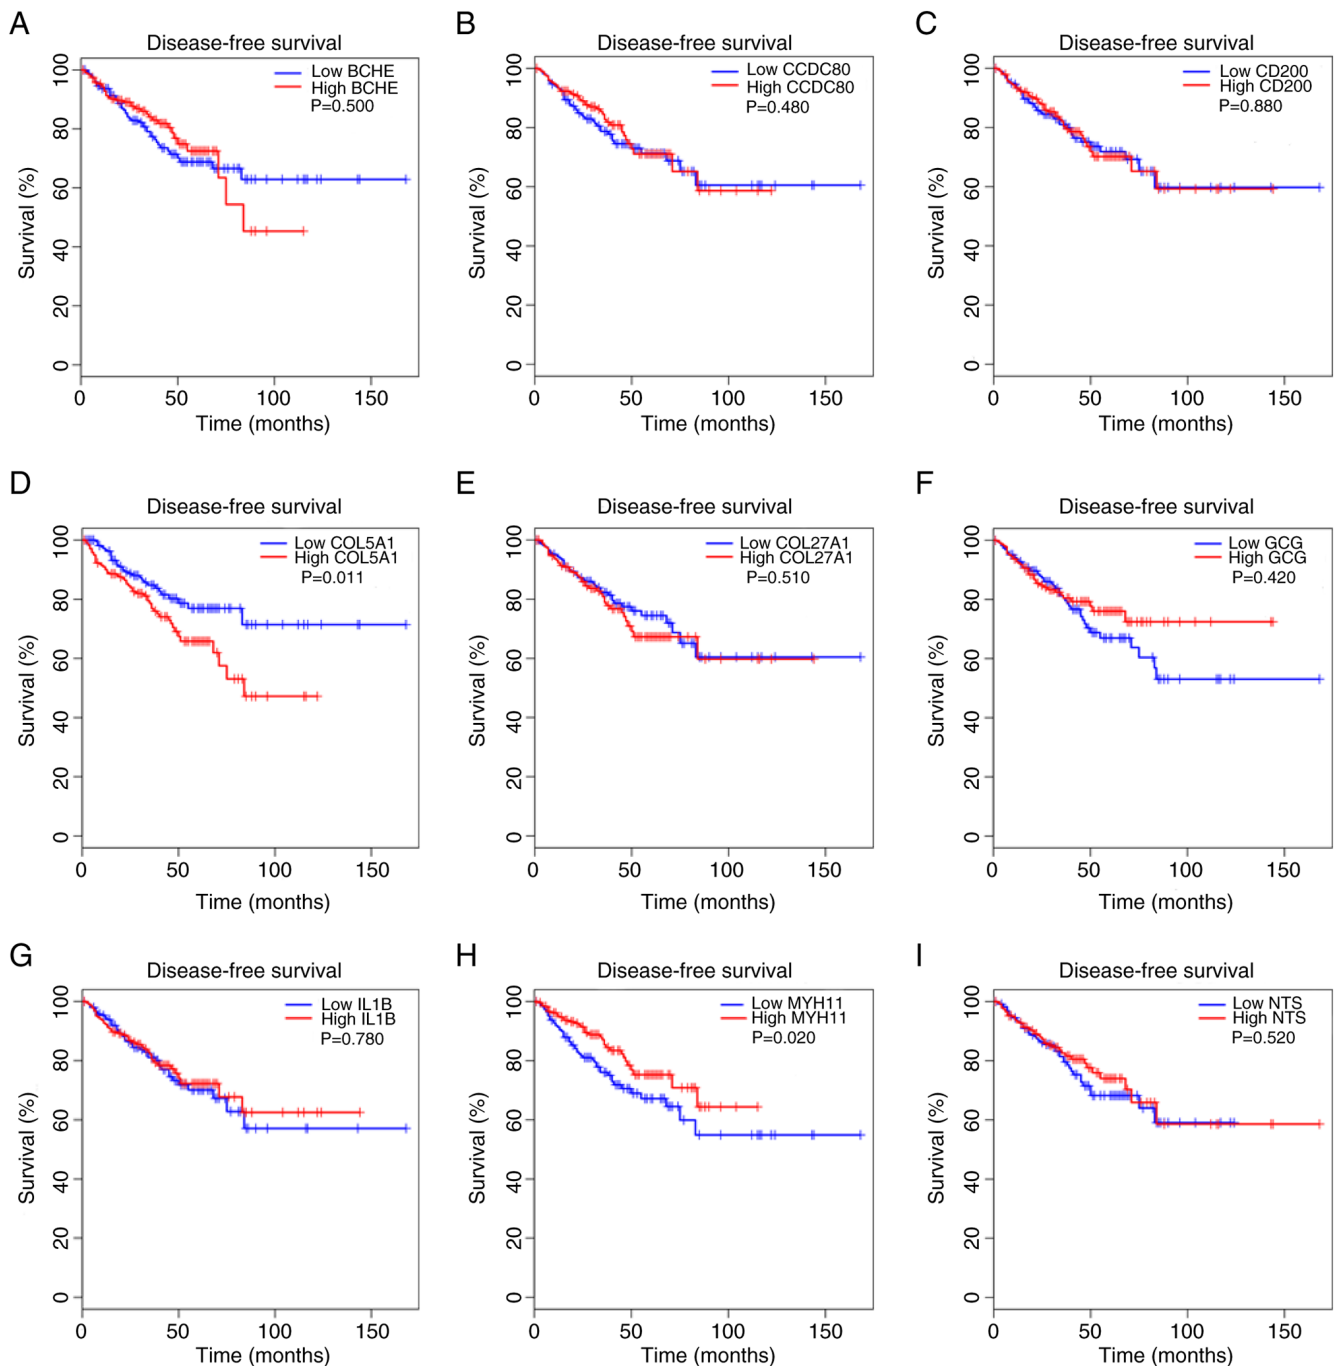 A
Disease-free survival
Low BCHE
High BCHE
P=0.500
Survival (%)
100
80
60
40
20
0
0 50 100 150
Time (months)
B
Disease-free survival
Low CCDC80
High CCDC80
P=0.480
Survival (%)
100
80
60
40
20
0
0 50 100 150
Time (months)
C
Disease-free survival
Low CD200
High CD200
P=0.880
Survival (%)
100
80
60
40
20
0
0 50 100 150
Time (months)
D
Disease-free survival
Low COL5A1
High COL5A1
P=0.011
Survival (%)
100
80
60
40
20
0
0 50 100 150
Time (months)
E
Disease-free survival
Low COL27A1
High COL27A1
P=0.510
Survival (%)
100
80
60
40
20
0
0 50 100 150
Time (months)
F
Disease-free survival
Low GCG
High GCG
P=0.420
Survival (%)
100
80
60
40
20
0
0 50 100 150
Time (months)
G
Disease-free survival
Low IL1B
High IL1B
P=0.780
Survival (%)
100
80
60
40
20
0
0 50 100 150
Time (months)
H
Disease-free survival
Low MYH11
High MYH11
P=0.020
Survival (%)
100
80
60
40
20
0
0 50 100 150
Time (months)
I
Disease-free survival
Low NTS
High NTS
P=0.520
Survival (%)
100
80
60
40
20
0
0 50 100 150
Time (months)